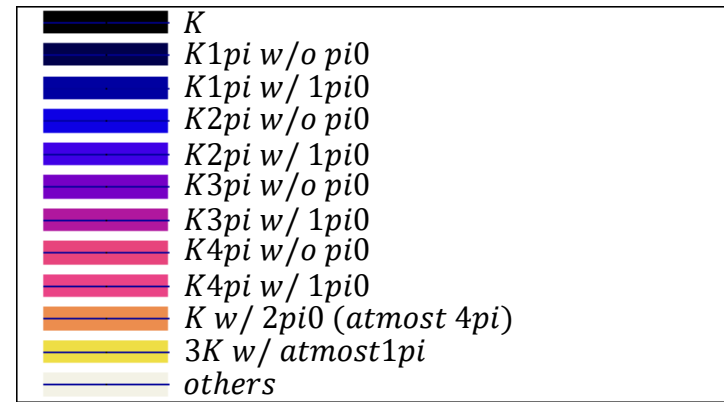 K
K1pi w/o pi0
K1pi w/ 1pi0
K2pi w/o pi0
K2pi w/ 1pi0
K3pi w/o pi0
K3pi w/ 1pi0
K4pi w/o pi0
K4pi w/ 1pi0
K w/ 2pi0 (atmost 4pi)
3K w/ atmost1pi
others